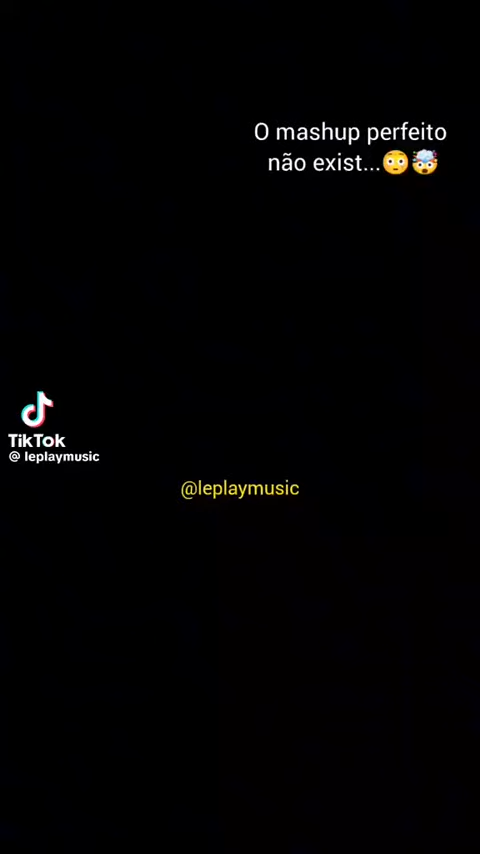 O mashup perfeito
não exist...😳🤯
TikTok
@ leplaymusic
@leplaymusic